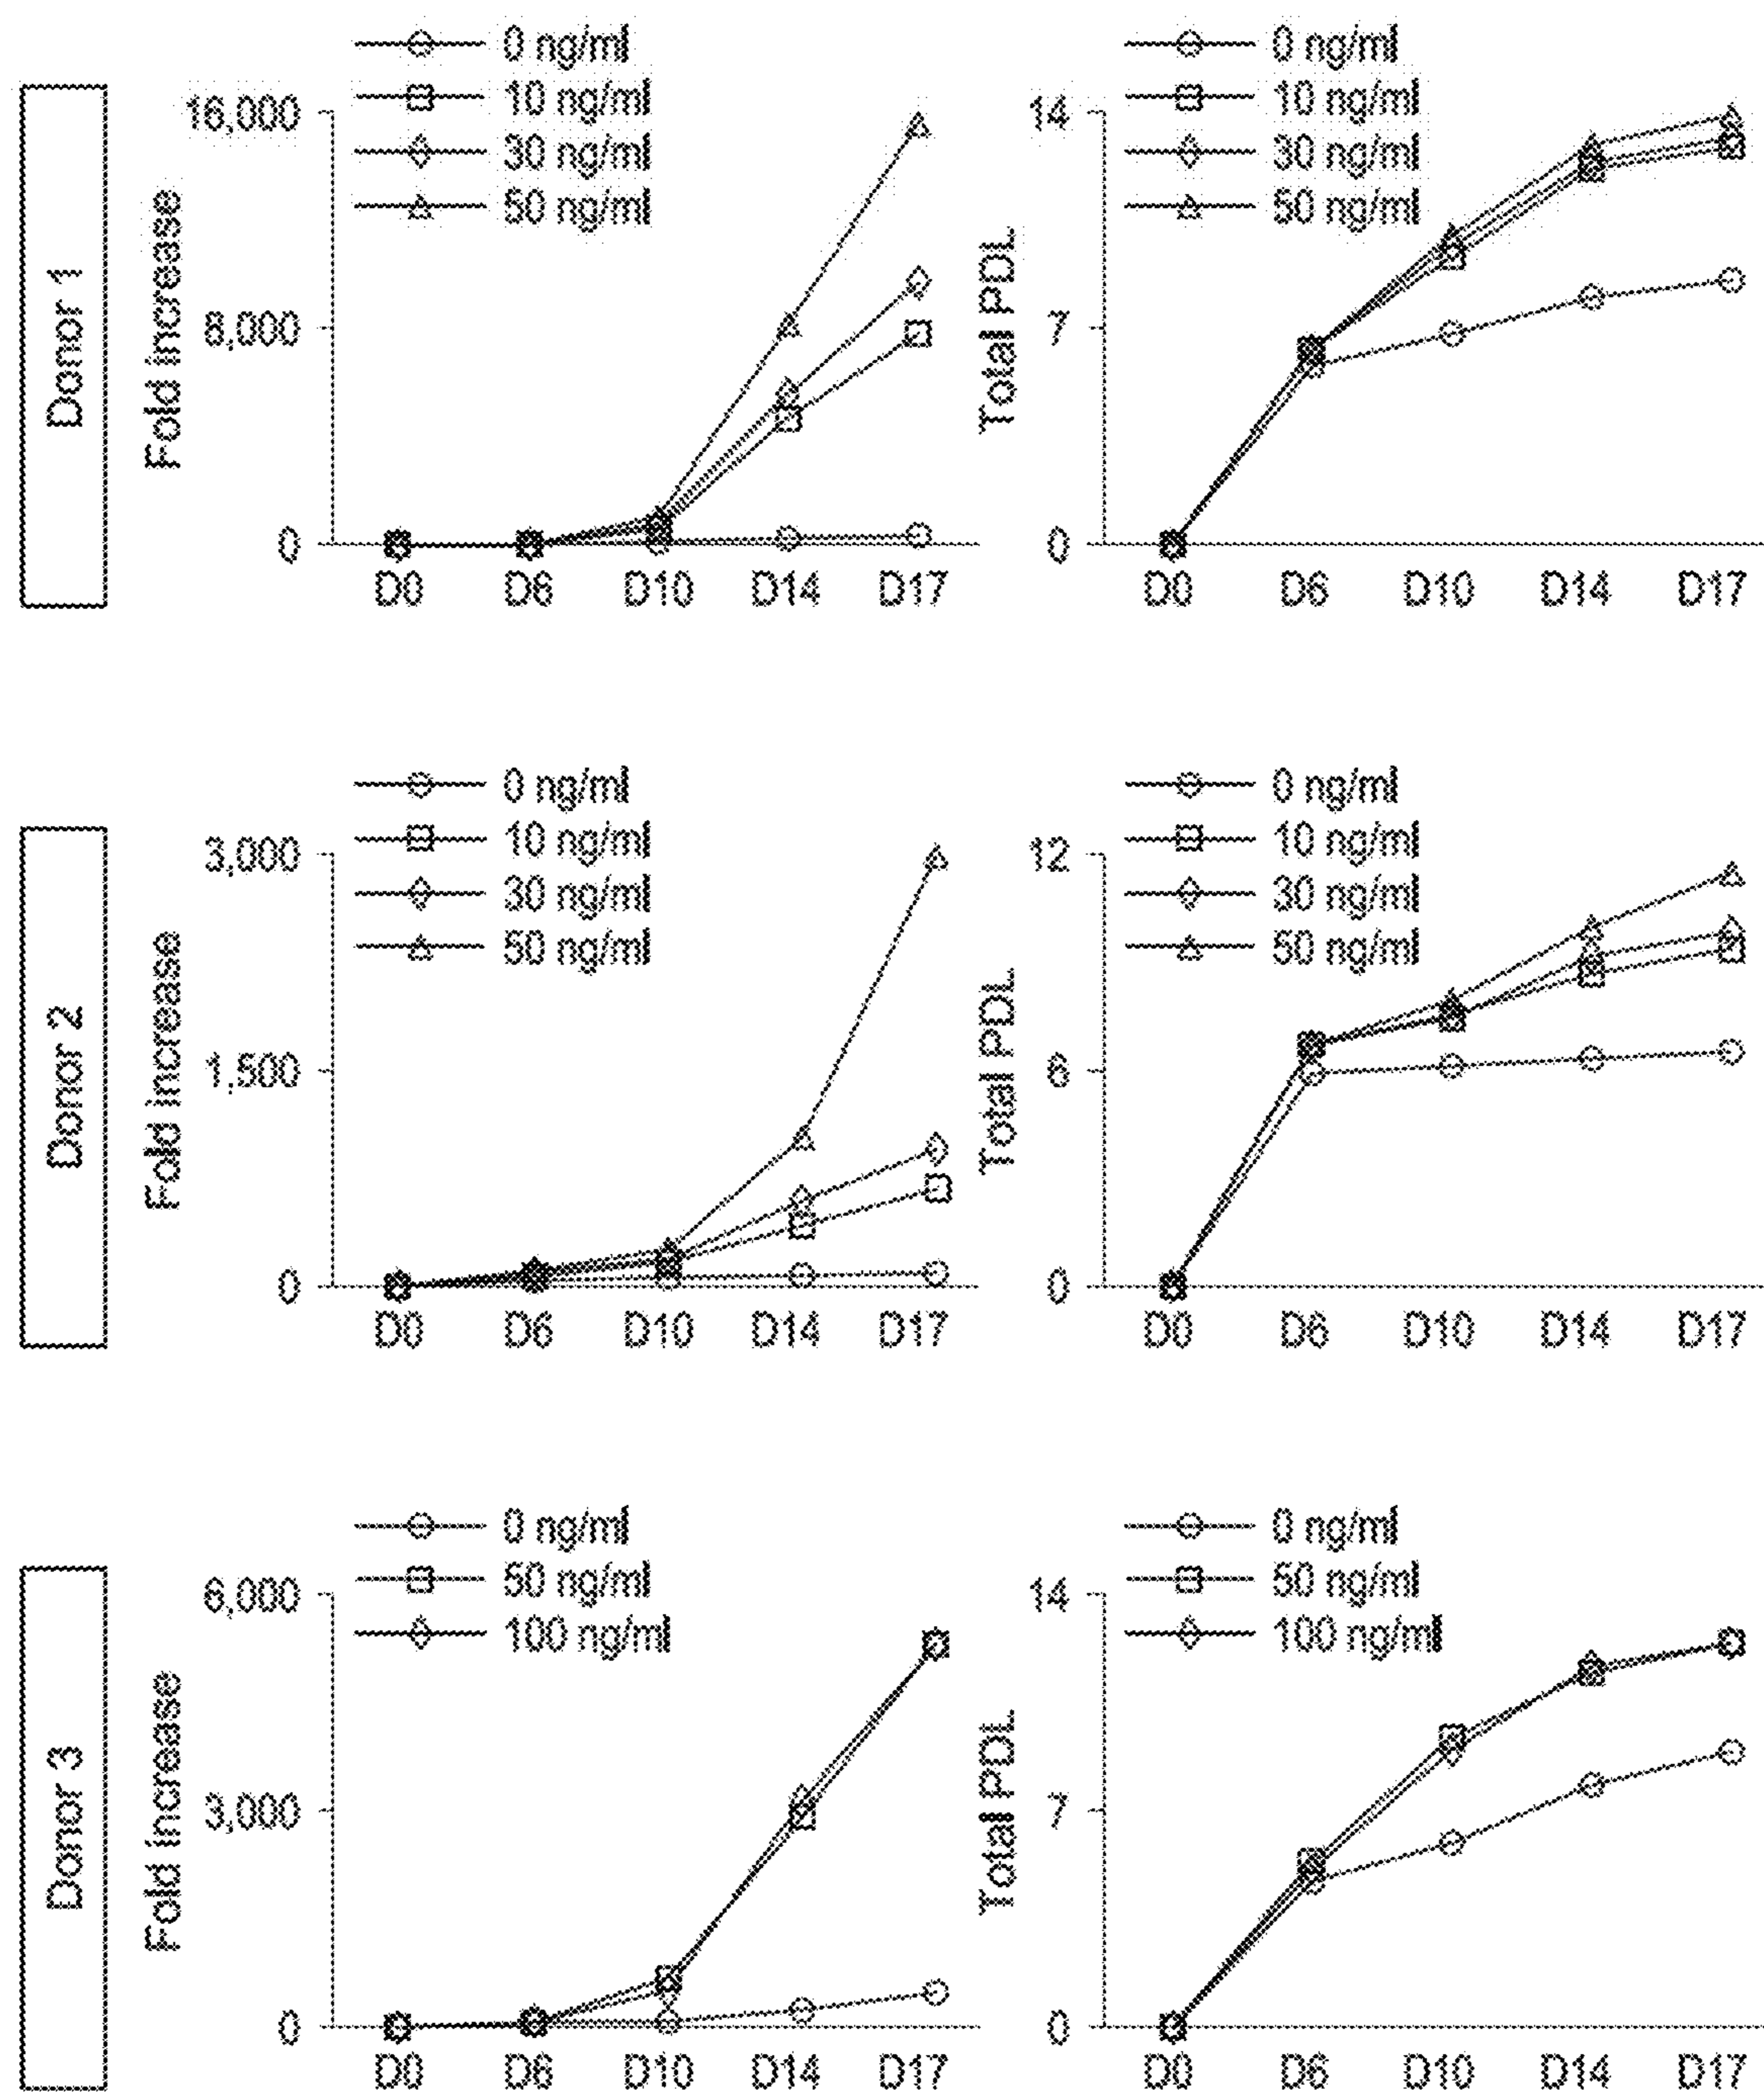 Donor 1
Fold increase
0 ng/ml
10 ng/ml
30 ng/ml
50 ng/ml
16,000
8,000
0
D0 D6 D10 D14 D17
Total PDL
0 ng/ml
10 ng/ml
30 ng/ml
50 ng/ml
14
7
0
D0 D6 D10 D14 D17
Donor 2
Fold increase
0 ng/ml
10 ng/ml
30 ng/ml
50 ng/ml
3,000
1,500
0
D0 D6 D10 D14 D17
Total PDL
0 ng/ml
10 ng/ml
30 ng/ml
50 ng/ml
12
6
0
D0 D6 D10 D14 D17
Donor 3
Fold increase
0 ng/ml
50 ng/ml
100 ng/ml
6,000
3,000
0
D0 D6 D10 D14 D17
Total PDL
0 ng/ml
50 ng/ml
100 ng/ml
14
7
0
D0 D6 D10 D14 D17